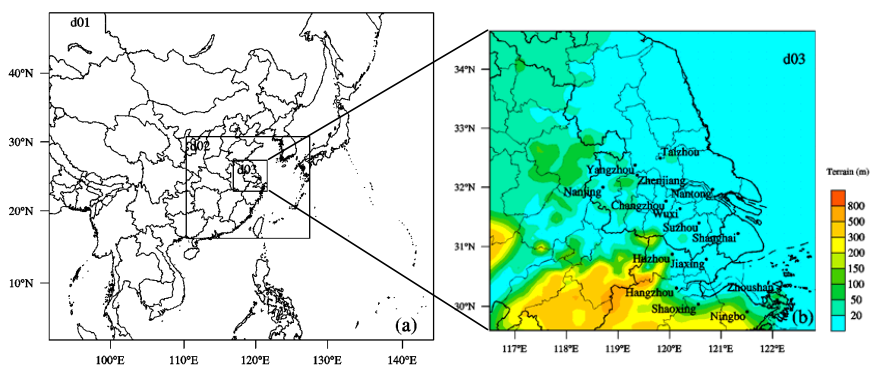 d01
d02
d03
40°N
30°N
20°N
10°N
100°E
110°E
120°E
130°E
140°E
(a)
d03
34°N
33°N
32°N
31°N
30°N
117°E
118°E
119°E
120°E
121°E
122°E
Taizhou
Yangzhou
Zhenjiang
Nanjing
Nantong
Changzhou
Wuxi
Suzhou
Shanghai
Huzhou
Jiaxing
Hangzhou
Zhoushan
Shaoxing
Ningbo
(b)
Terrain (m)
800
500
300
200
150
100
50
20